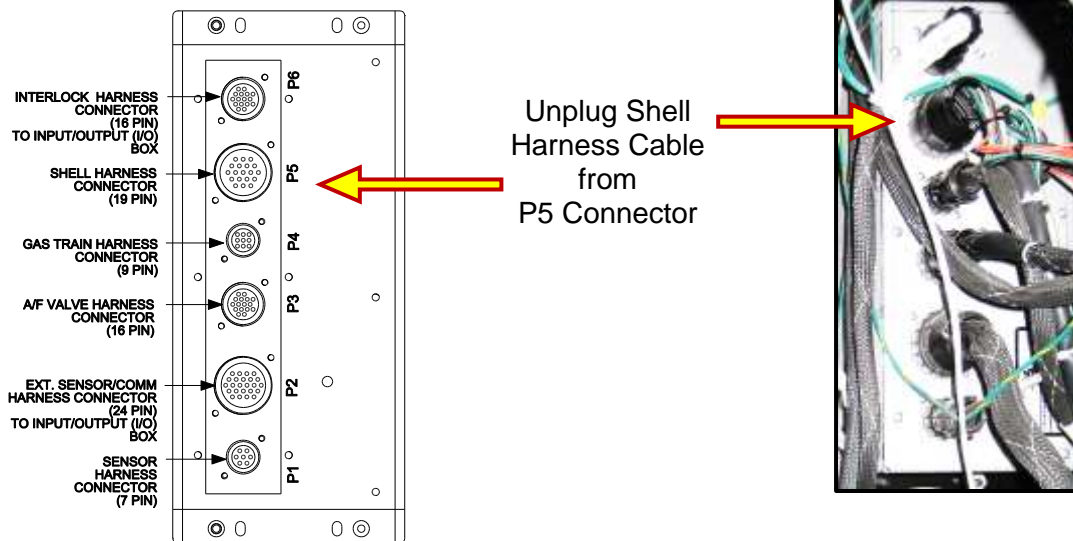 INTERLOCK HARNESS
CONNECTOR
(16 PIN)
TO INPUT/OUTPUT (I/O)
BOX
SHELL HARNESS
CONNECTOR
(19 PIN)
GAS TRAIN HARNESS
CONNECTOR
(9 PIN)
A/F VALVE HARNESS
CONNECTOR
(16 PIN)
EXT. SENSOR/COMM
HARNESS CONNECTOR
(24 PIN)
TO INPUT/OUTPUT (I/O)
BOX
SENSOR
HARNESS
CONNECTOR
(7 PIN)
P6
P5
P4
P3
P2
P1
Unplug Shell
Harness Cable
from
P5 Connector